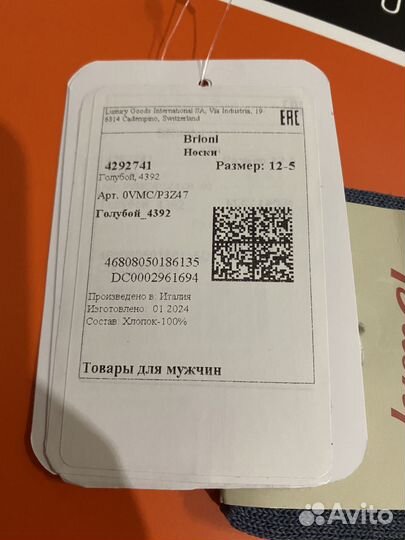 Luxury Goods International SA, Via Industria, 19-
6814 Cadempino, Switzerland
EAC
Brioni
Носки
4292741 Размер: 12-5
Голубой, 4392
Арт. 0VMC/P3Z47
Голубой_4392
46808050186135
DC0002961694
Произведено в: Италия
Изготовлено: 01.2024
Состав: Хлопок-100%
Товары для мужчин
Avito